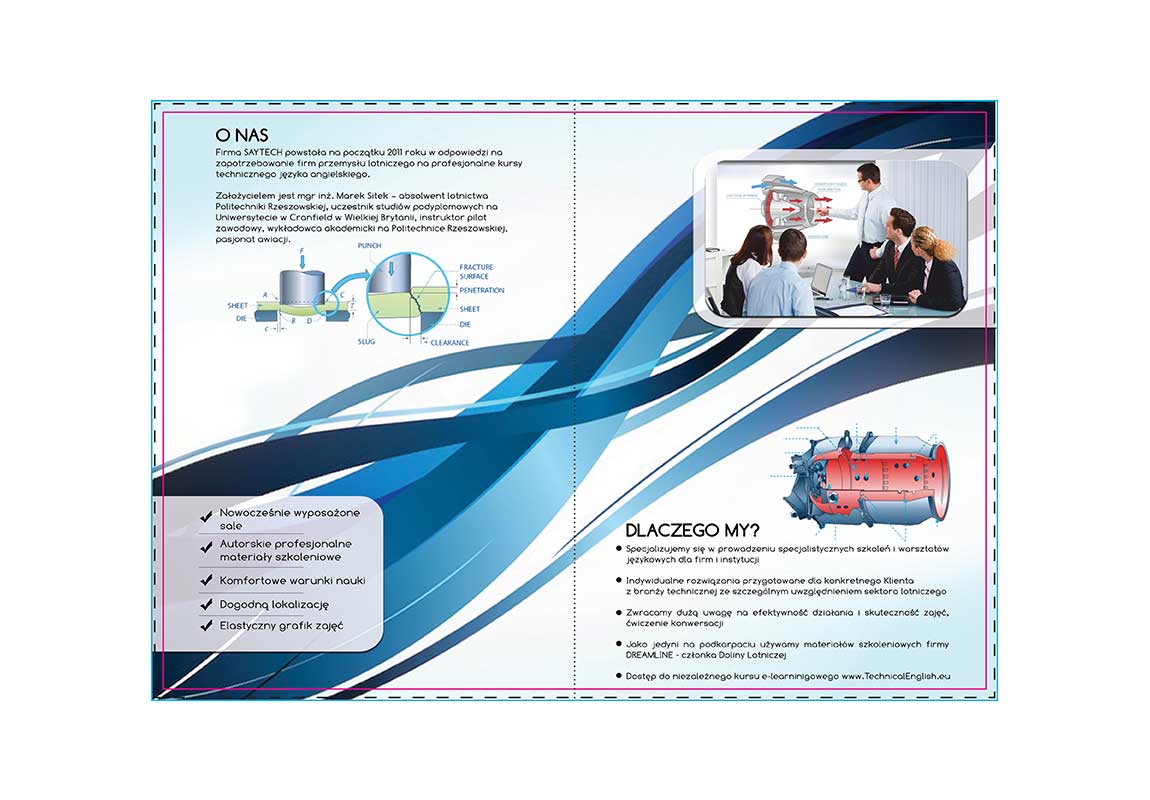 O NAS
Firma SAYTECH powstała na początku 2011 roku w odpowiedzi na
zapotrzebowanie firm przemysłu lotniczego na profesjonalne kursy
technicznego języka angielskiego.
Założycielem jest mgr inż. Marek Sitek – absolwent lotnictwa
Politechniki Rzeszowskiej, uczestnik studiów podyplomowych na
Uniwersytecie w Cranfield w Wielkiej Brytanii, instruktor pilot
zawodowy, wykładowca akademicki na Politechnice Rzeszowskiej,
pasjonat awiacji.
F
PUNCH
FRACTURE
SURFACE
PENETRATION
A
C
SHEET
T
SHEET
DIE
B
D
DIE
c
SLUG
CLEARANCE
Nowocześnie wyposażone
sale
Autorskie profesjonalne
materiały szkoleniowe
Komfortowe warunki nauki
Dogodną lokalizację
Elastyczny grafik zajęć
DLACZEGO MY?
Specjalizujemy się w prowadzeniu specjalistycznych szkoleń i warsztatów
językowych dla firm i instytucji
Indywidualne rozwiązania przygotowane dla konkretnego Klienta
z branży technicznej ze szczególnym uwzględnieniem sektora lotniczego
Zwracamy dużą uwagę na efektywność działania i skuteczność zajęć,
ćwiczenie konwersacji
Jako jedyni na podkarpaciu używamy materiałów szkoleniowych firmy
DREAMLINE - członka Doliny Lotniczej
Dostęp do niezależnego kursu e-learninigowego www.TechnicalEnglish.eu